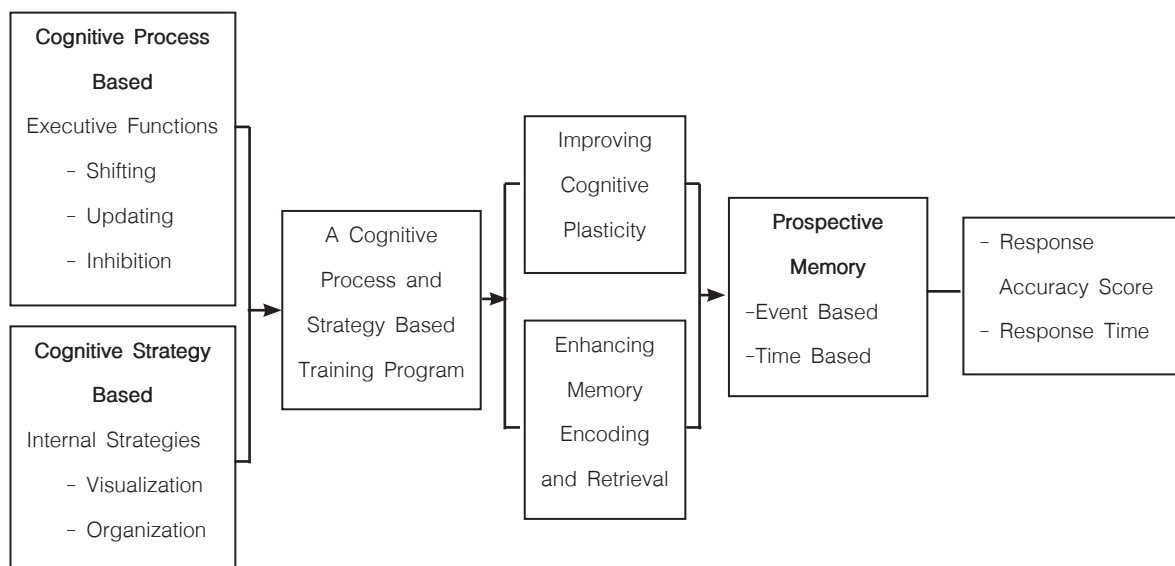 Cognitive Process
Based
Executive Functions
- Shifting
- Updating
- Inhibition
Cognitive Strategy
Based
Internal Strategies
- Visualization
- Organization
A Cognitive
Process and
Strategy Based
Training Program
Improving
Cognitive
Plasticity
Enhancing
Memory
Encoding
and Retrieval
Prospective
Memory
-Event Based
-Time Based
- Response
Accuracy Score
- Response Time